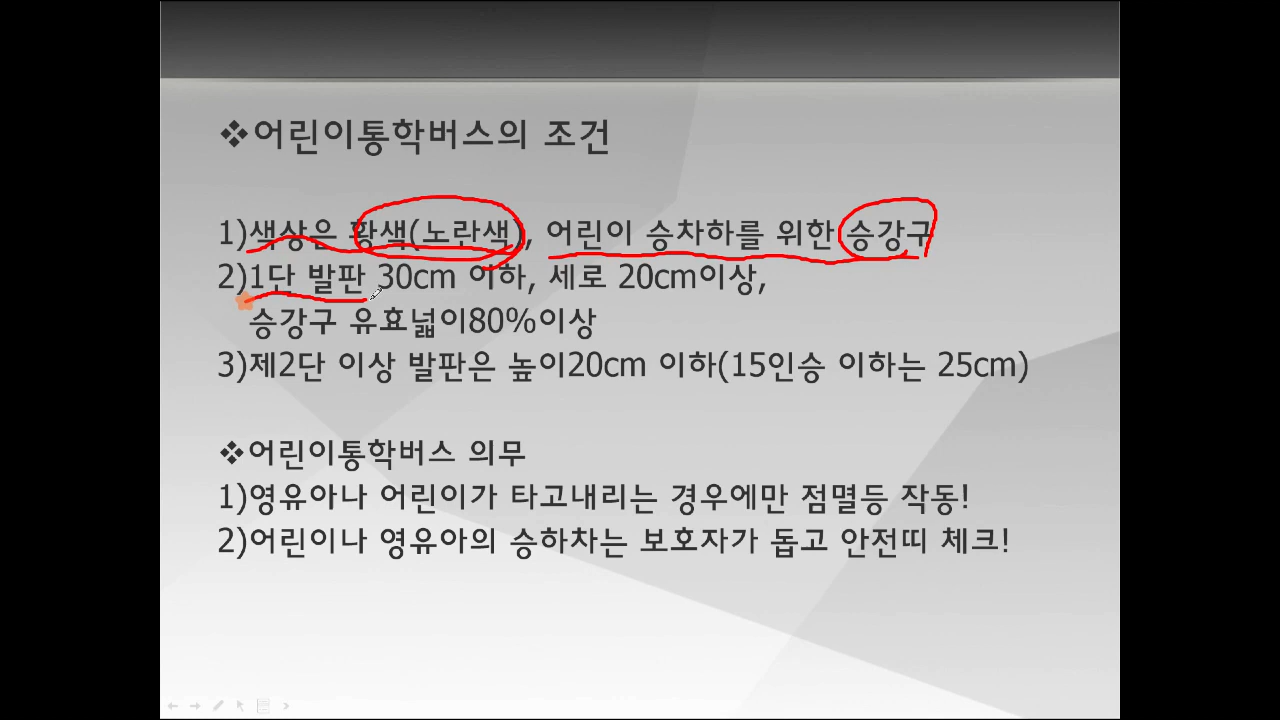 ❖어린이통학버스의 조건
1)색상은 황색(노란색), 어린이 승차하를 위한 승강구
2)1단 발판 30cm 이하, 세로 20cm이상,
승강구 유효넓이80%이상
3)제2단 이상 발판은 높이20cm 이하(15인승 이하는 25cm)
❖어린이통학버스 의무
1)영유아나 어린이가 타고내리는 경우에만 점멸등 작동!
2)어린이나 영유아의 승하차는 보호자가 돕고 안전띠 체크!